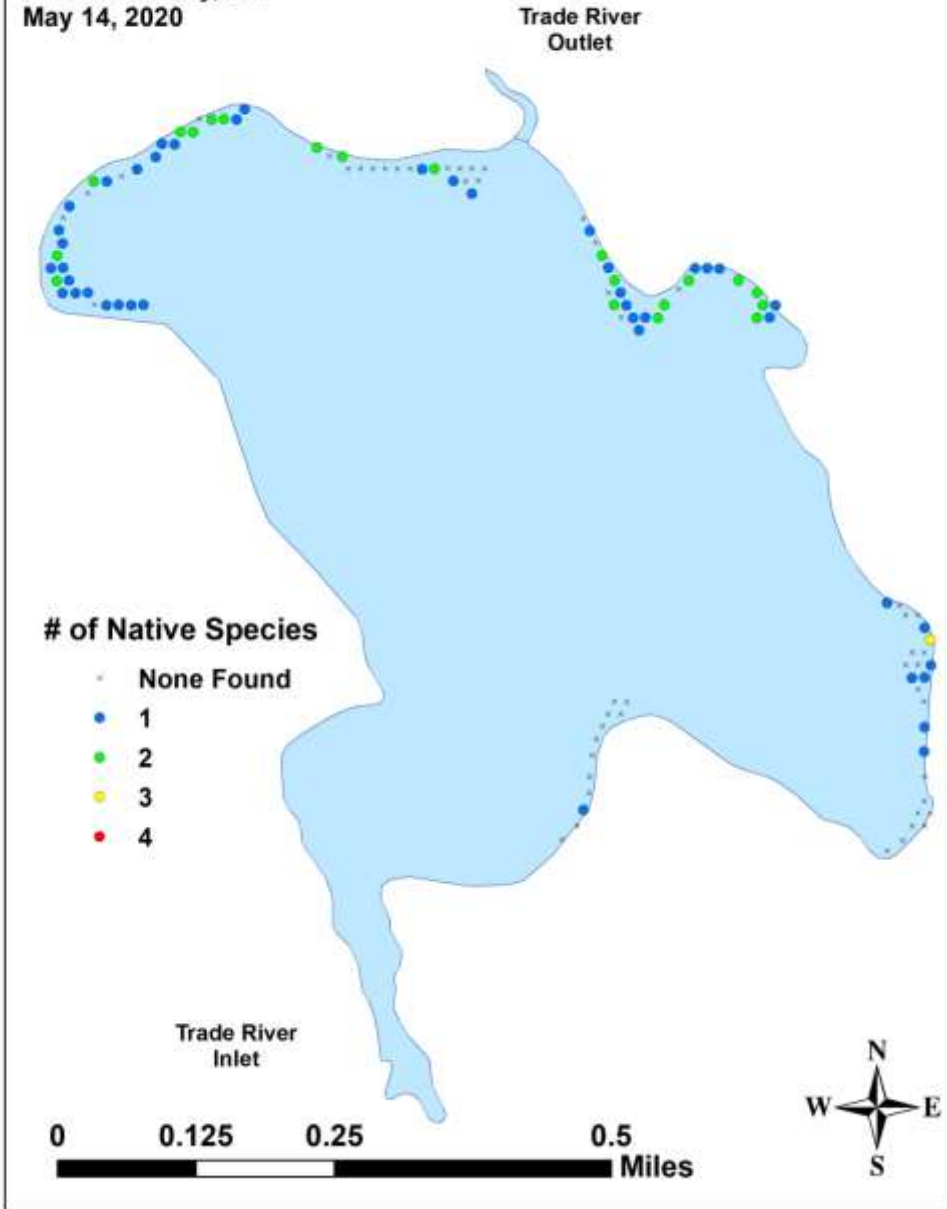 May 14, 2020
Trade River
Outlet
# of Native Species
None Found
1
2
3
4
Trade River
Inlet
N
W E
S
0 0.125 0.25 0.5
Miles